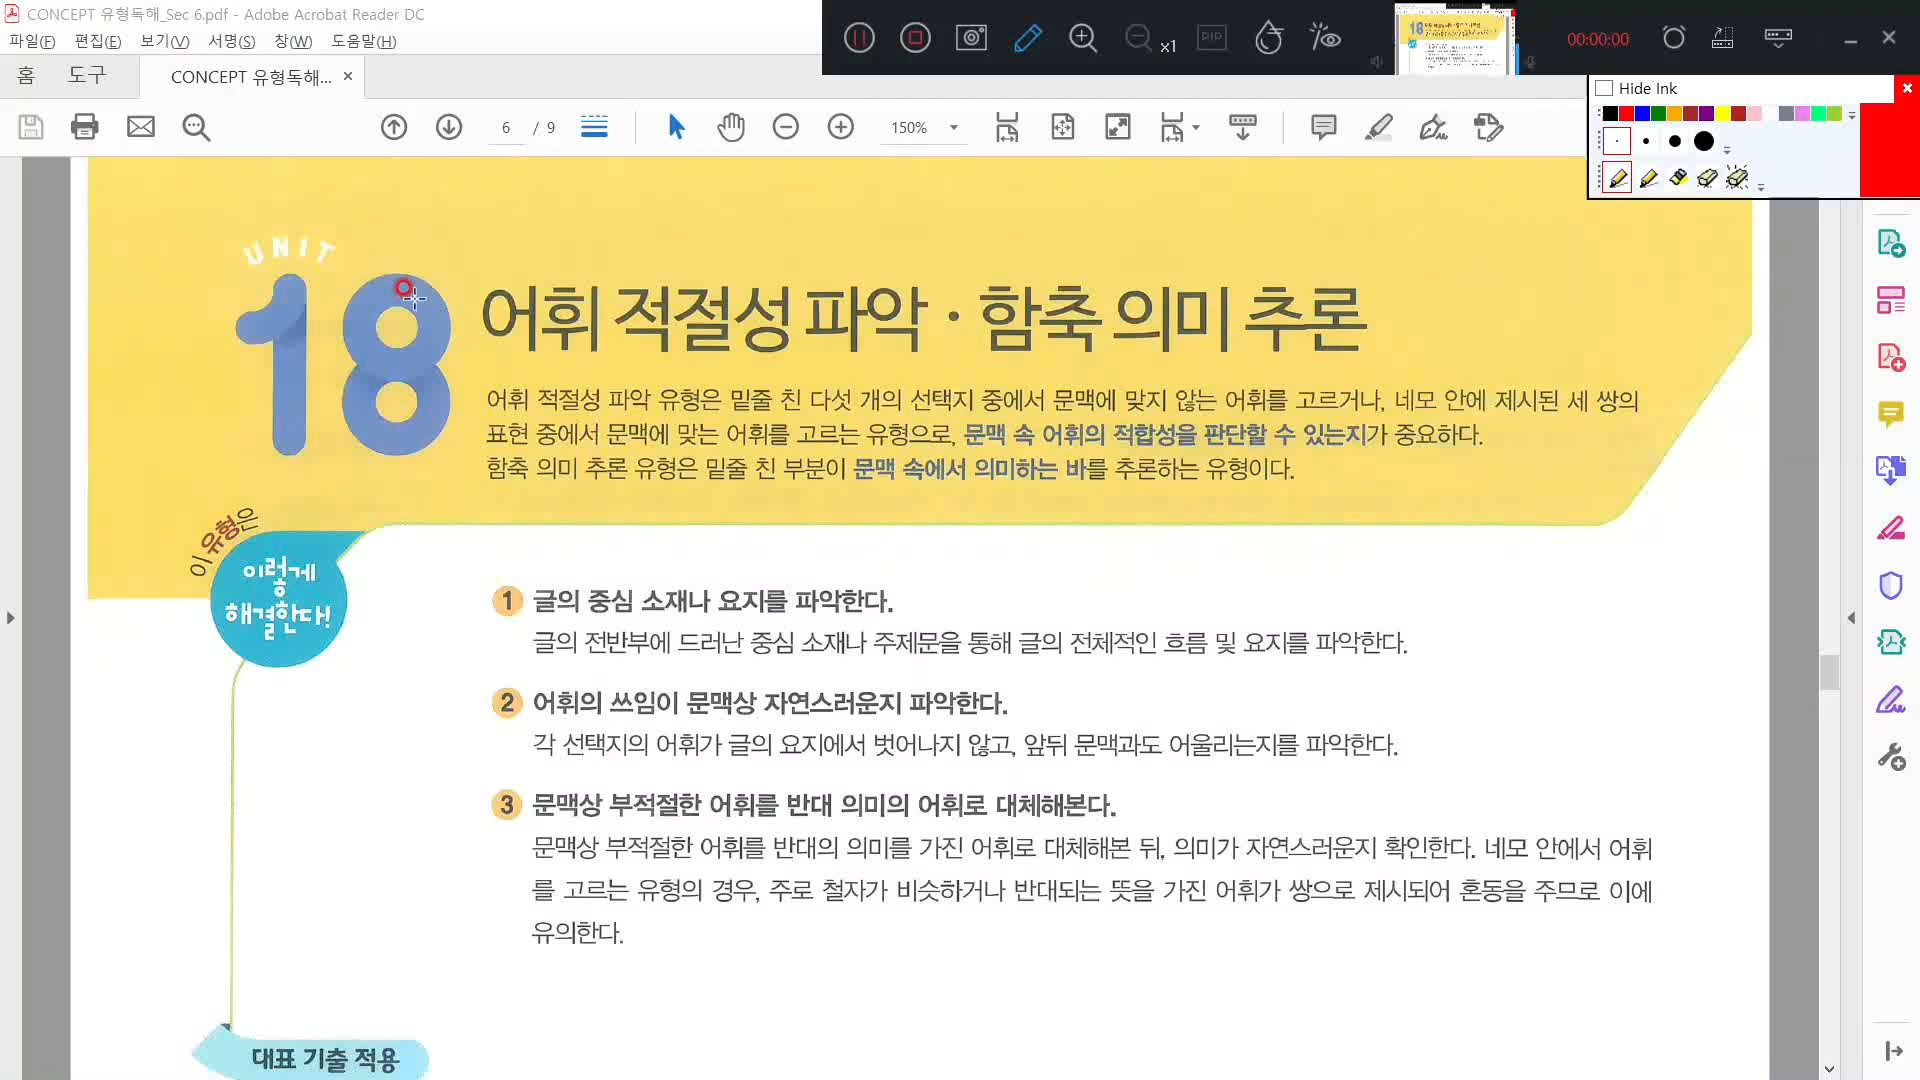 CONCEPT 유형독해_Sec 6.pdf - Adobe Acrobat Reader DC
파일(F) 편집(E) 보기(V) 서명(S) 창(W) 도움말(H)
x1
PIP
00:00:00
홈 도구 CONCEPT 유형독해... ×
Hide Ink
6 / 9
150%
UNIT
18
어휘 적절성 파악 · 함축 의미 추론
어휘 적절성 파악 유형은 밑줄 친 다섯 개의 선택지 중에서 문맥에 맞지 않는 어휘를 고르거나, 네모 안에 제시된 세 쌍의
표현 중에서 문맥에 맞는 어휘를 고르는 유형으로, 문맥 속 어휘의 적합성을 판단할 수 있는지가 중요하다.
함축 의미 추론 유형은 밑줄 친 부분이 문맥 속에서 의미하는 바를 추론하는 유형이다.
이 유형은
이렇게
해결한다!
1 글의 중심 소재나 요지를 파악한다.
글의 전반부에 드러난 중심 소재나 주제문을 통해 글의 전체적인 흐름 및 요지를 파악한다.
2 어휘의 쓰임이 문맥상 자연스러운지 파악한다.
각 선택지의 어휘가 글의 요지에서 벗어나지 않고, 앞뒤 문맥과도 어울리는지를 파악한다.
3 문맥상 부적절한 어휘를 반대 의미의 어휘로 대체해본다.
문맥상 부적절한 어휘를 반대의 의미를 가진 어휘로 대체해본 뒤, 의미가 자연스러운지 확인한다. 네모 안에서 어휘
를 고르는 유형의 경우, 주로 철자가 비슷하거나 반대되는 뜻을 가진 어휘가 쌍으로 제시되어 혼동을 주므로 이에
유의한다.
대표 기출 적용